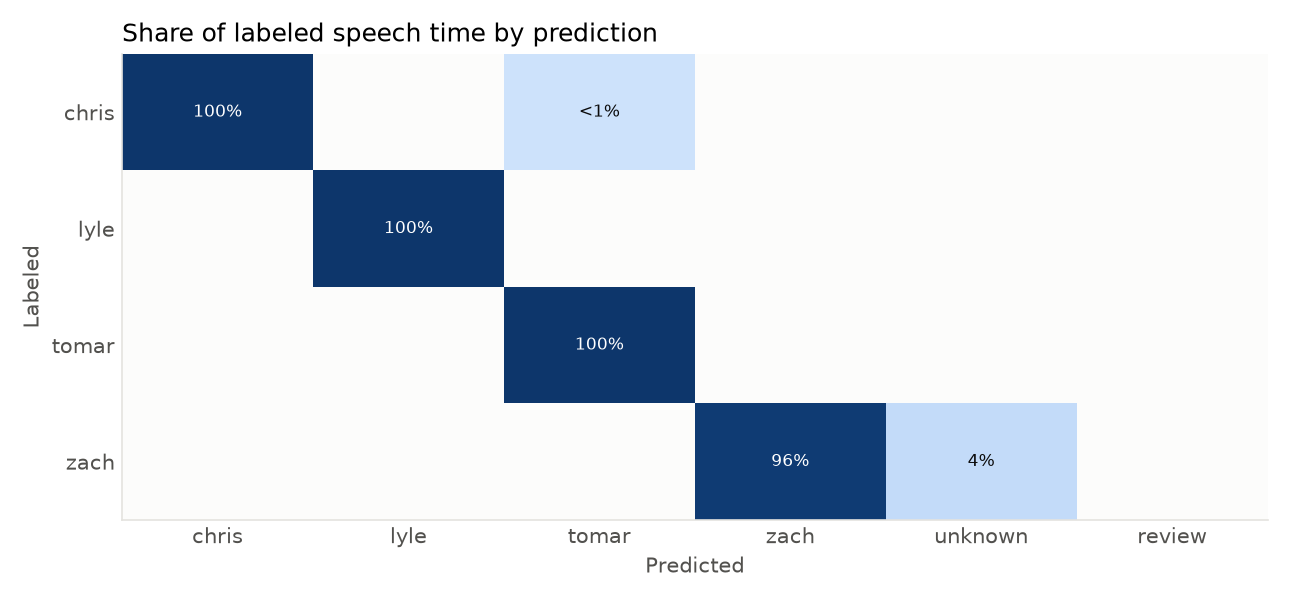 Share of labeled speech time by prediction
chris
100%
<1%
lyle
100%
Labeled
tomar
100%
zach
96%
4%
chris
lyle
tomar
zach
unknown
review
Predicted